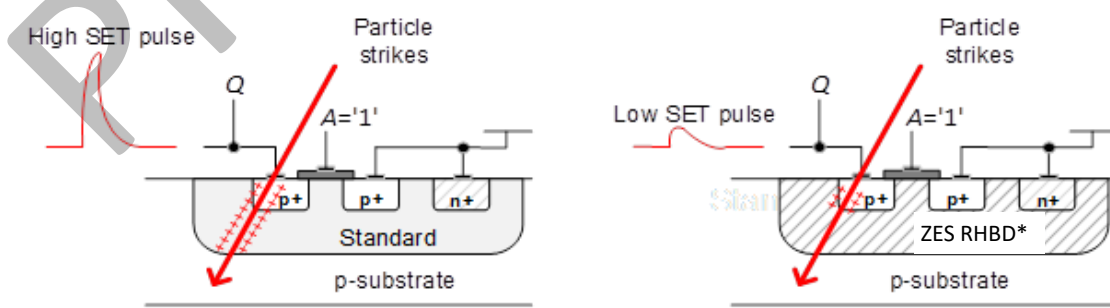 High SET pulse
Particle
strikes
Q
A='1'
p+
p+
n+
Standard
p-substrate
Low SET pulse
Particle
strikes
Q
A='1'
p+
p+
n+
ZES RHBD*
p-substrate